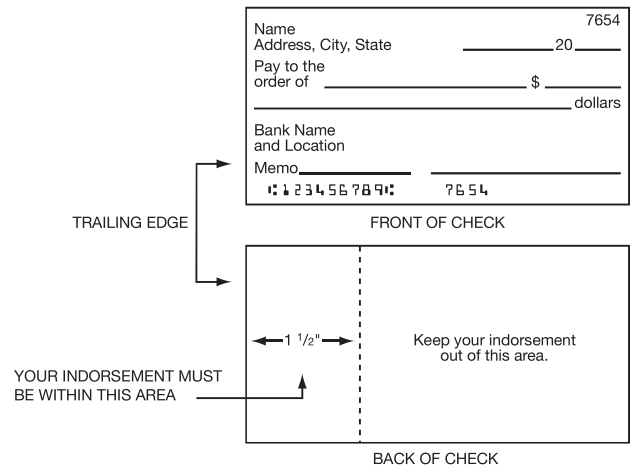 7654
Name
Address, City, State 20
Pay to the
order of $
dollars
Bank Name
and Location
Memo
⑆123456789⑆ 7654
TRAILING EDGE
FRONT OF CHECK
1 1/2"
Keep your indorsement
out of this area.
YOUR INDORSEMENT MUST
BE WITHIN THIS AREA
BACK OF CHECK